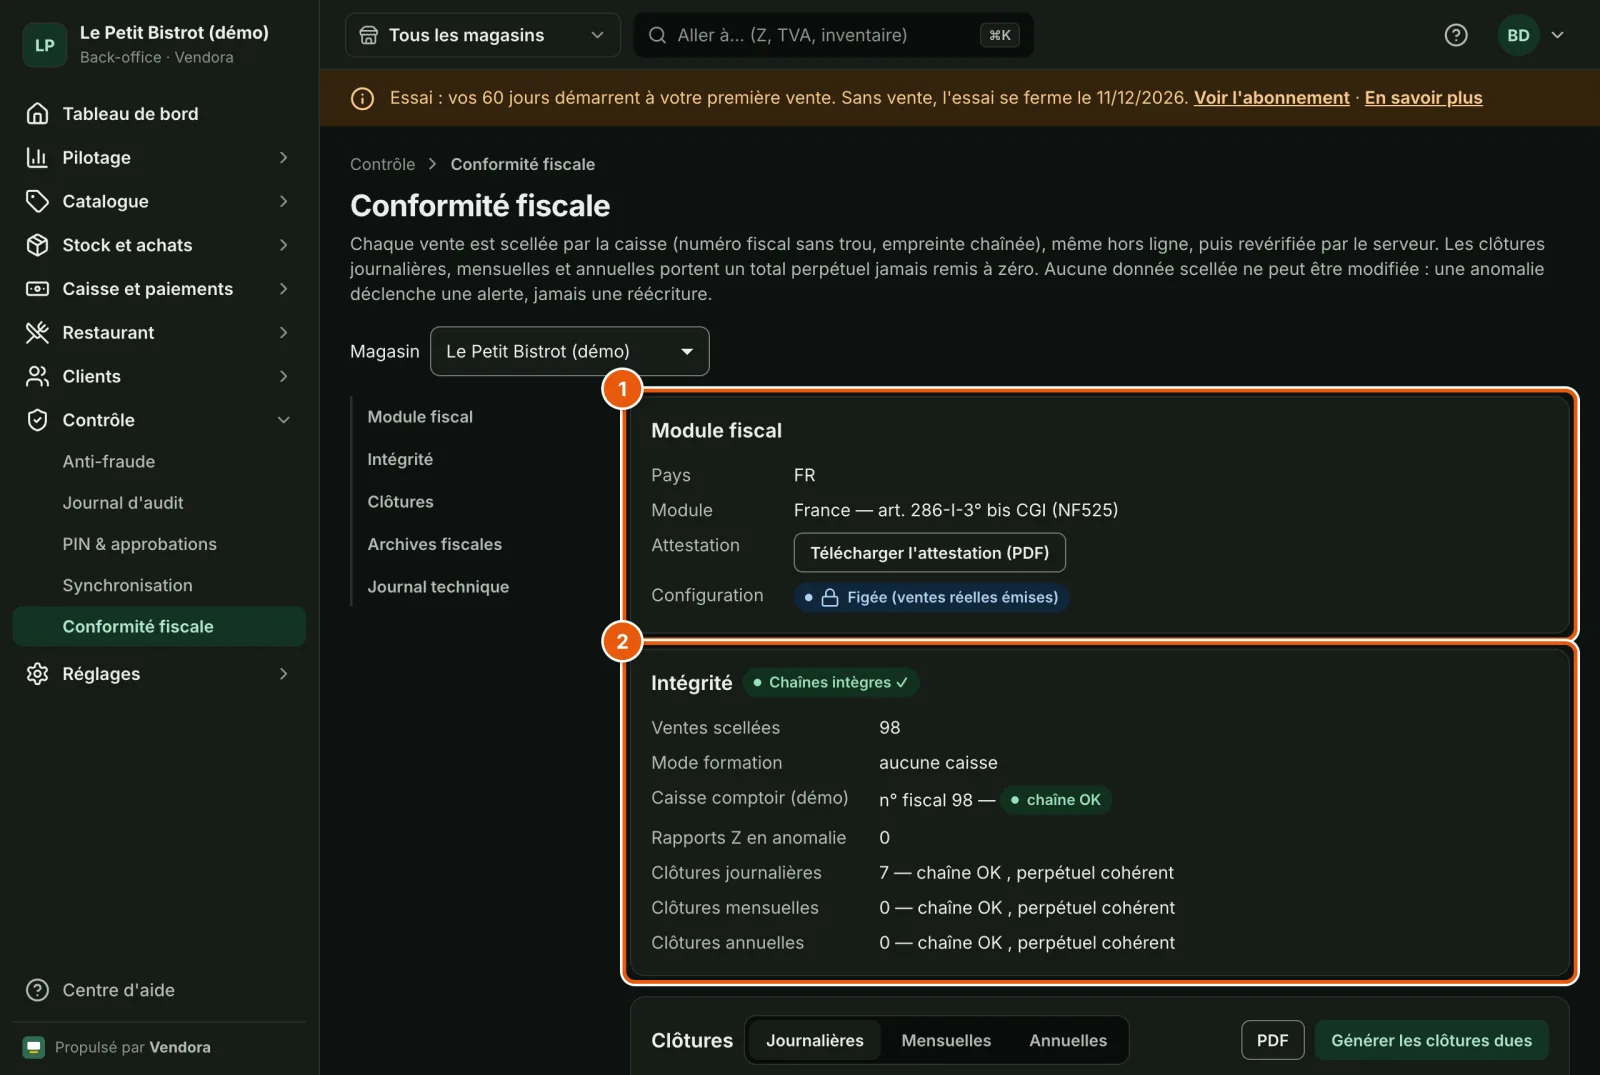 LP
Le Petit Bistrot (démo)
Back-office · Vendora
Tous les magasins
Aller à... (Z, TVA, inventaire)
⌘K
BD
Essai : vos 60 jours démarrent à votre première vente. Sans vente, l'essai se ferme le 11/12/2026. Voir l'abonnement · En savoir plus
Tableau de bord
Pilotage
Catalogue
Stock et achats
Caisse et paiements
Restaurant
Clients
Contrôle
Anti-fraude
Journal d'audit
PIN & approbations
Synchronisation
Conformité fiscale
Réglages
Centre d'aide
Propulsé par Vendora
Contrôle > Conformité fiscale
Conformité fiscale
Chaque vente est scellée par la caisse (numéro fiscal sans trou, empreinte chaînée), même hors ligne, puis revérifiée par le serveur. Les clôtures
journalières, mensuelles et annuelles portent un total perpétuel jamais remis à zéro. Aucune donnée scellée ne peut être modifiée : une anomalie
déclenche une alerte, jamais une réécriture.
Magasin
Le Petit Bistrot (démo)
Module fiscal
Intégrité
Clôtures
Archives fiscales
Journal technique
1
Module fiscal
Pays FR
Module France — art. 286-I-3° bis CGI (NF525)
Attestation Télécharger l'attestation (PDF)
Configuration Figée (ventes réelles émises)
2
Intégrité Chaînes intègres ✓
Ventes scellées 98
Mode formation aucune caisse
Caisse comptoir (démo) n° fiscal 98 — chaîne OK
Rapports Z en anomalie 0
Clôtures journalières 7 — chaîne OK , perpétuel cohérent
Clôtures mensuelles 0 — chaîne OK , perpétuel cohérent
Clôtures annuelles 0 — chaîne OK , perpétuel cohérent
Clôtures Journalières Mensuelles Annuelles PDF Générer les clôtures dues